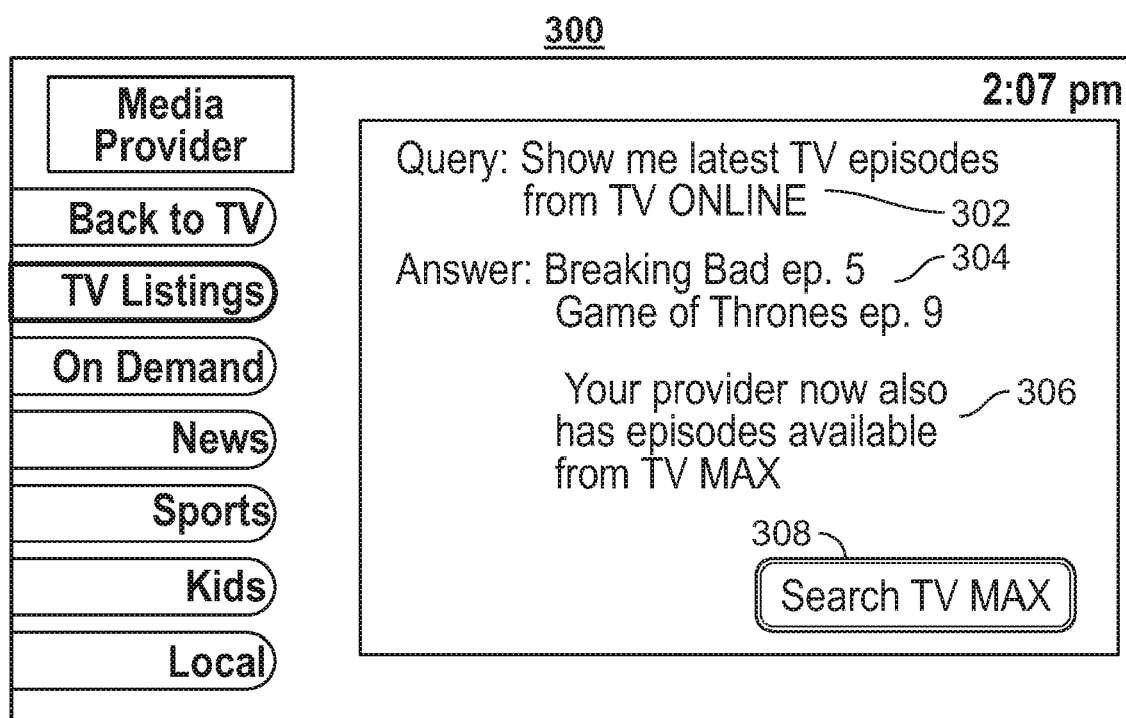 300
2:07 pm
Media
Provider
Back to TV
TV Listings
On Demand
News
Sports
Kids
Local
Query: Show me latest TV episodes
from TV ONLINE
302
Answer: Breaking Bad ep. 5
304
Game of Thrones ep. 9
Your provider now also
306
has episodes available
from TV MAX
308
Search TV MAX